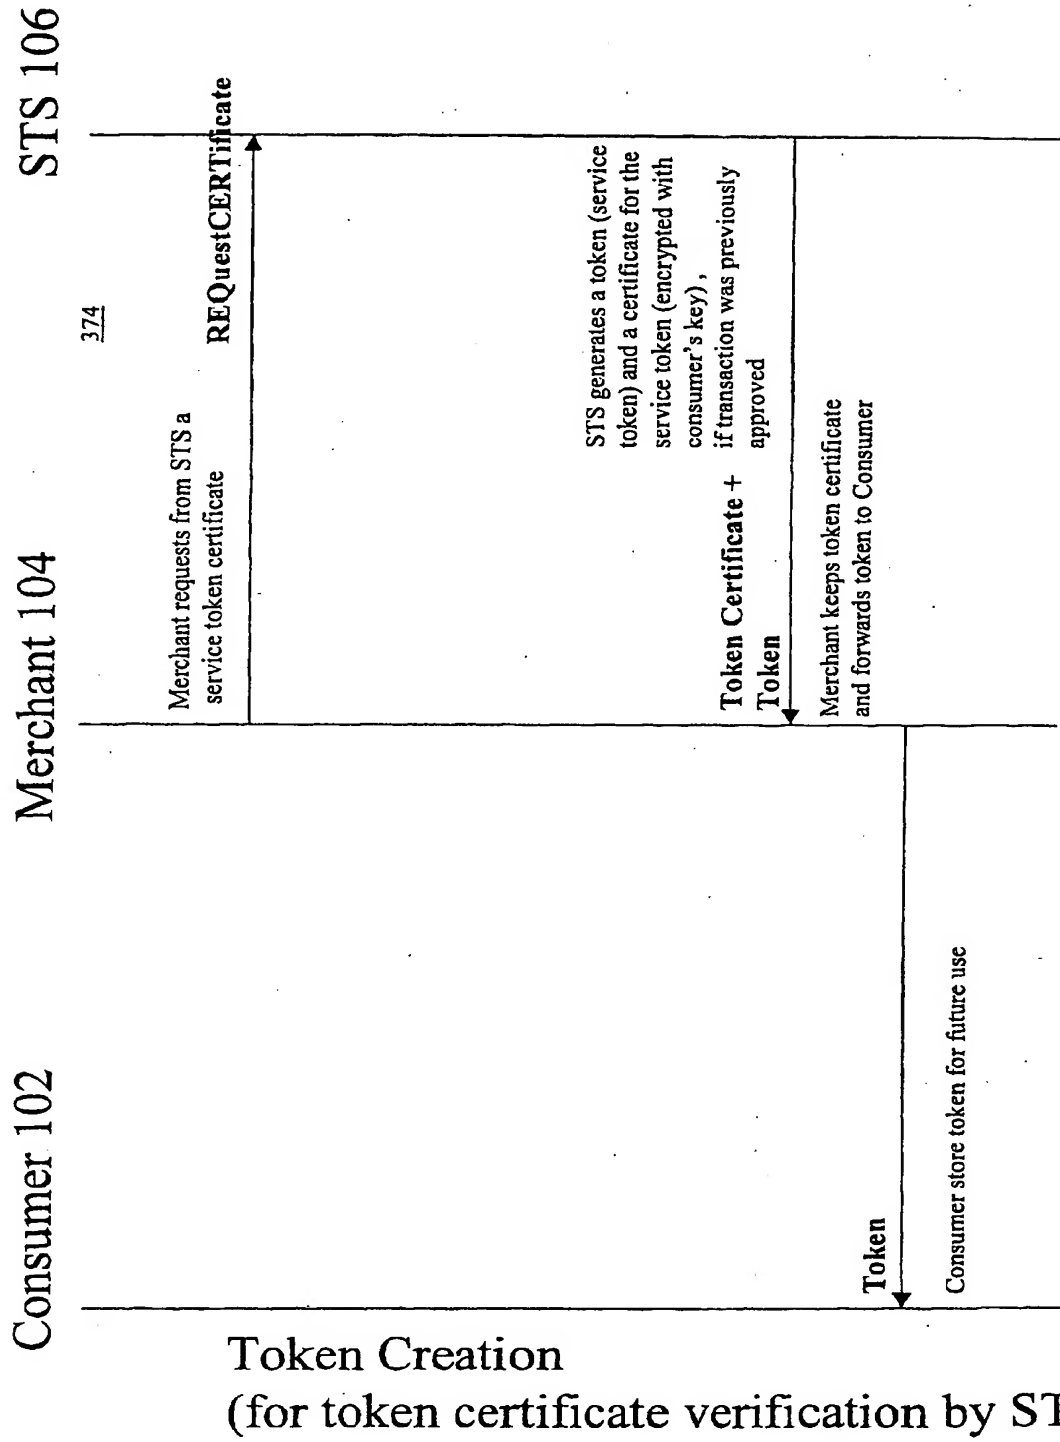 Consumer 102
Merchant 104
STS 106
374
Merchant requests from STS a
service token certificate
REQuestCERTificate
STS generates a token (service
token) and a certificate for the
service token (encrypted with
consumer's key),
if transaction was previously
approved
Token Certificate +
Token
Merchant keeps token certificate
and forwards token to Consumer
Token
Consumer store token for future use
Token Creation
(for token certificate verification by